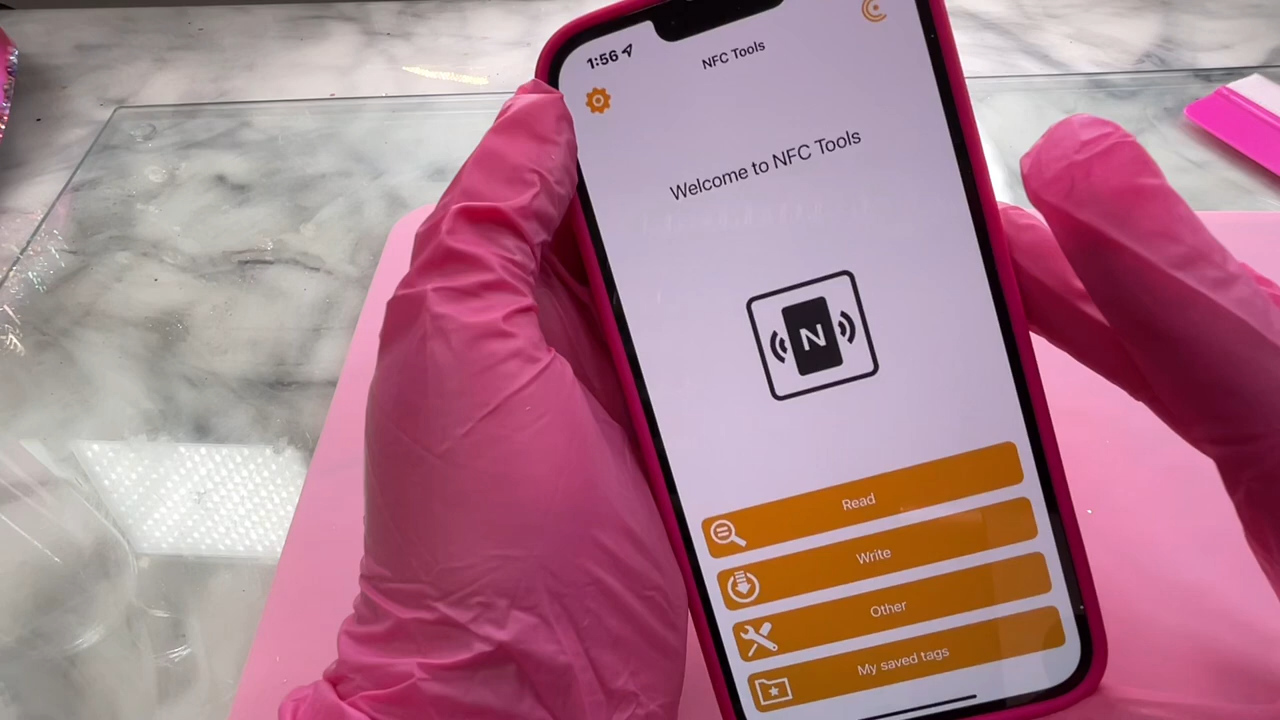 1:56
NFC Tools
Welcome to NFC Tools
N
Read
Write
Other
My saved tags